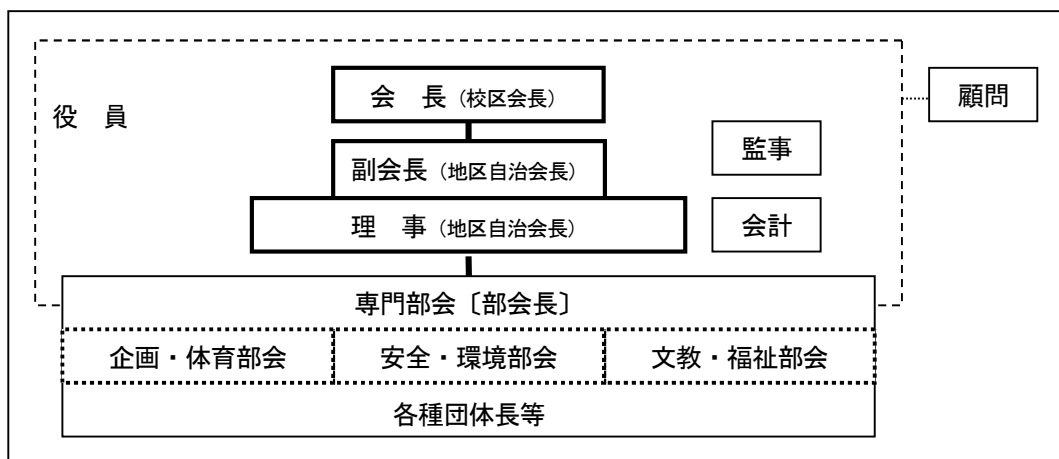 会　長（校区会長）
顧問
役　員
監事
副会長（地区自治会長）
理　事（地区自治会長）
会計
専門部会〔部会長〕
企画・体育部会
安全・環境部会
文教・福祉部会
各種団体長等